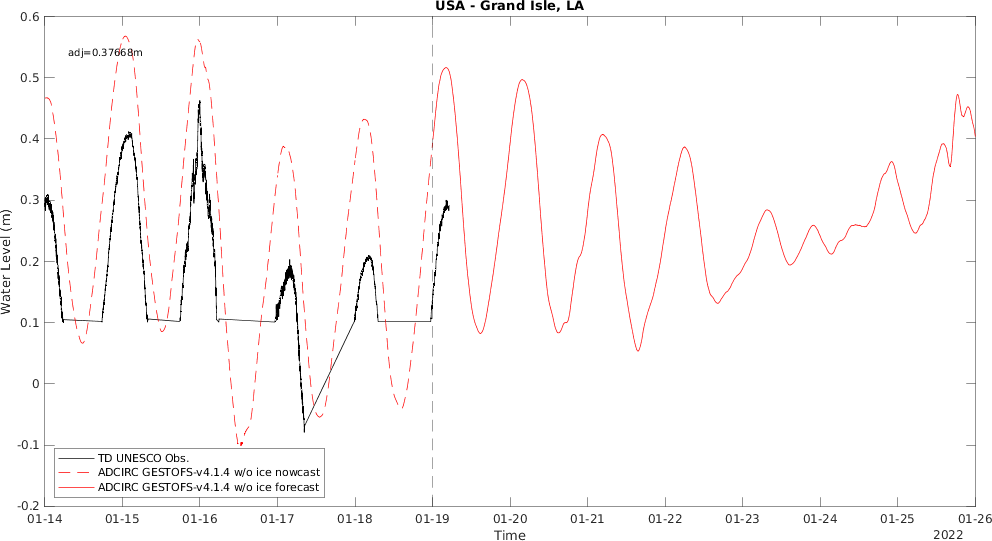 USA - Grand Isle, LA
0.6
adj=0.37668m
0.5
0.4
0.3
0.2
0.1
0
-0.1
-0.2
Water Level (m)
TD UNESCO Obs.
ADCIRC GESTOFS-v4.1.4 w/o ice nowcast
ADCIRC GESTOFS-v4.1.4 w/o ice forecast
01-14 01-15 01-16 01-17 01-18 01-19 01-20 01-21 01-22 01-23 01-24 01-25 01-26
Time
2022